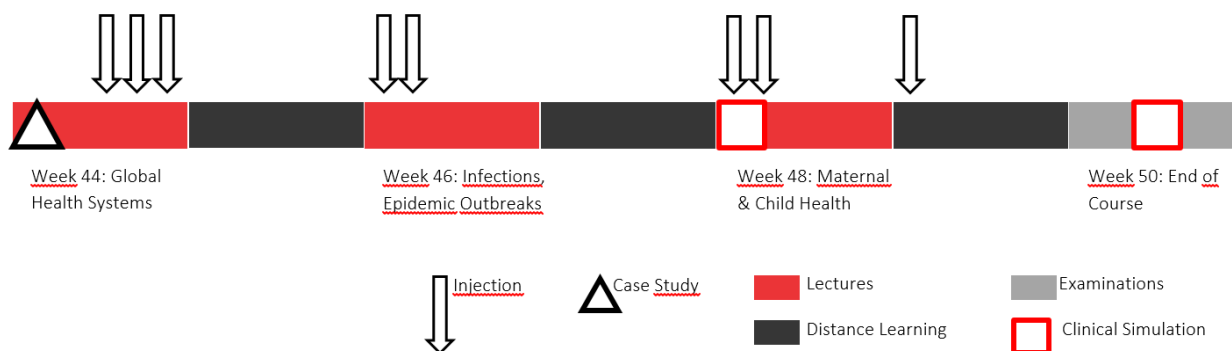 Week 44: Global
Health Systems
Week 46: Infections,
Epidemic Outbreaks
Week 48: Maternal
& Child Health
Week 50: End of
Course
Injection
Case Study
Lectures
Examinations
Distance Learning
Clinical Simulation